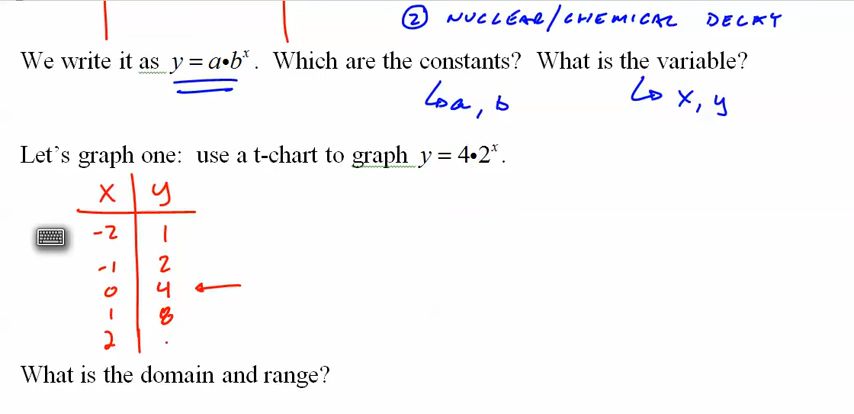 ② NUCLEAR/CHEMICAL DECAY
We write it as y = a•bˣ. Which are the constants? What is the variable?
↳ a, b ↳ x, y
Let's graph one: use a t-chart to graph y = 4•2ˣ.
x y
-2 1
-1 2
0 4 ←
1 8
2 .
What is the domain and range?